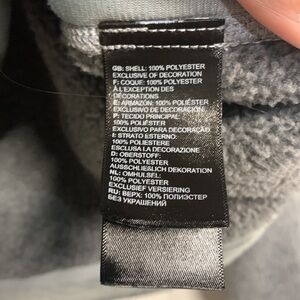 GB: SHELL: 100% POLYESTER
EXCLUSIVE OF DECORATION
F: COQUE: 100% POLYESTER
À L'EXCEPTION DES
DÉCORATIONS
E: ARMAZÓN: 100% POLIÉSTER
EXCLUSIVO DE DECORACIÓN
P: TECIDO PRINCIPAL:
100% POLIÉSTER
EXCLUSIVO PARA DECORAÇÃO
I: STRATO ESTERNO:
100% POLIESTERE
ESCLUSA LA DECORAZIONE
D: OBERSTOFF:
100% POLYESTER
AUSSCHLIEßLICH DEKORATION
NL: OMHULSEL:
100% POLYESTER
EXCLUSIEF VERSIERING
RU: ВЕРХ: 100% ПОЛИЭСТЕР
БЕЗ УКРАШЕНИЙ